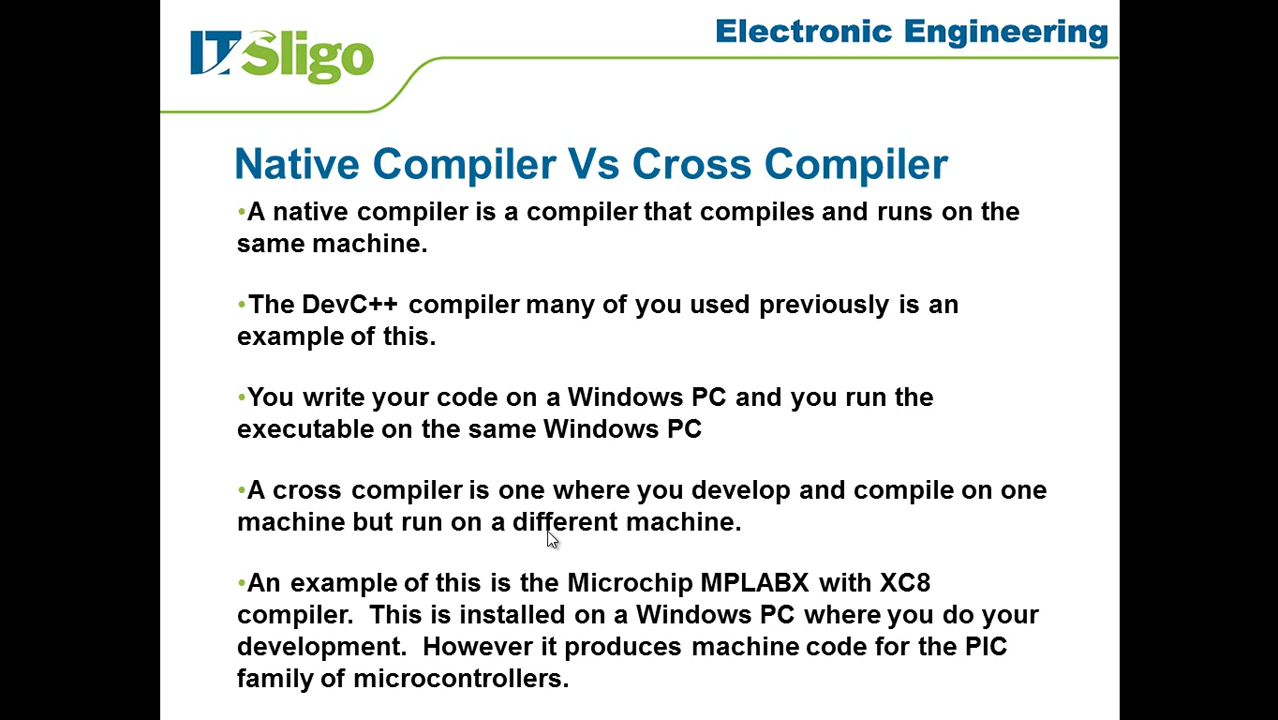 ITSligo
Electronic Engineering
Native Compiler Vs Cross Compiler
•A native compiler is a compiler that compiles and runs on the
same machine.
•The DevC++ compiler many of you used previously is an
example of this.
•You write your code on a Windows PC and you run the
executable on the same Windows PC
•A cross compiler is one where you develop and compile on one
machine but run on a different machine.
•An example of this is the Microchip MPLABX with XC8
compiler.  This is installed on a Windows PC where you do your
development.  However it produces machine code for the PIC
family of microcontrollers.